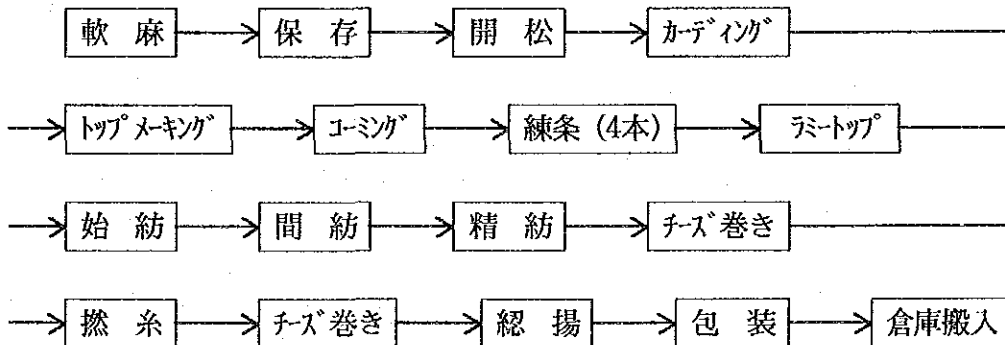 軟麻 保存 開松 カーディング
トップメーキング コーミング 練条(4本) ラミートップ
始紡 間紡 精紡 チーズ巻き
撚糸 チーズ巻き 綛揚 包装 倉庫搬入